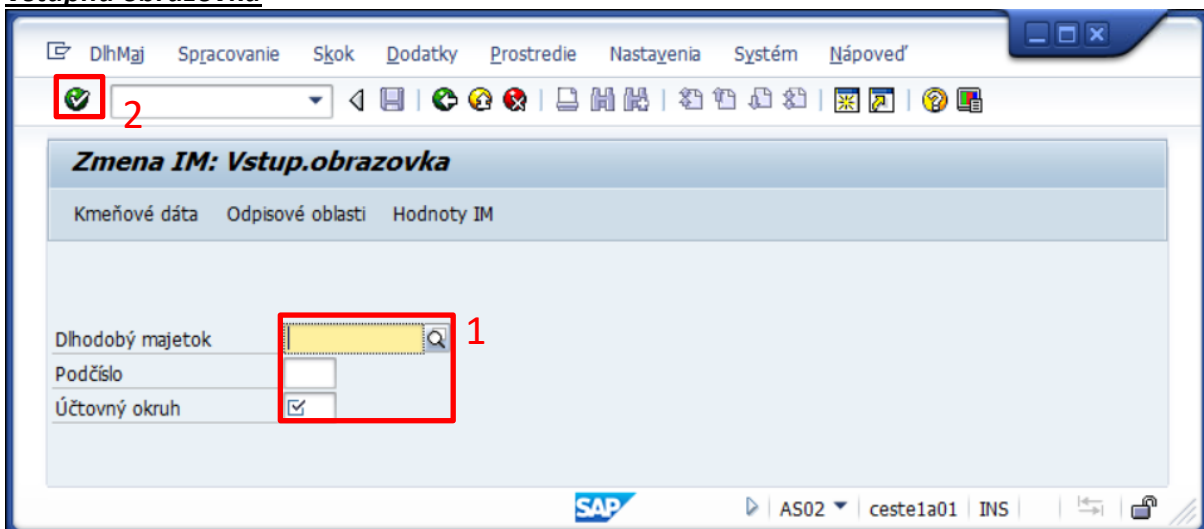 Vstupná obrazovka
DlhMaj Spracovanie Skok Dodatky Prostredie Nastavenia Systém Nápoveď
2
Zmena IM: Vstup.obrazovka
Kmeňové dáta Odpisové oblasti Hodnoty IM
Dlhodobý majetok 1
Podčíslo
Účtovný okruh
SAP AS02 ceste1a01 INS